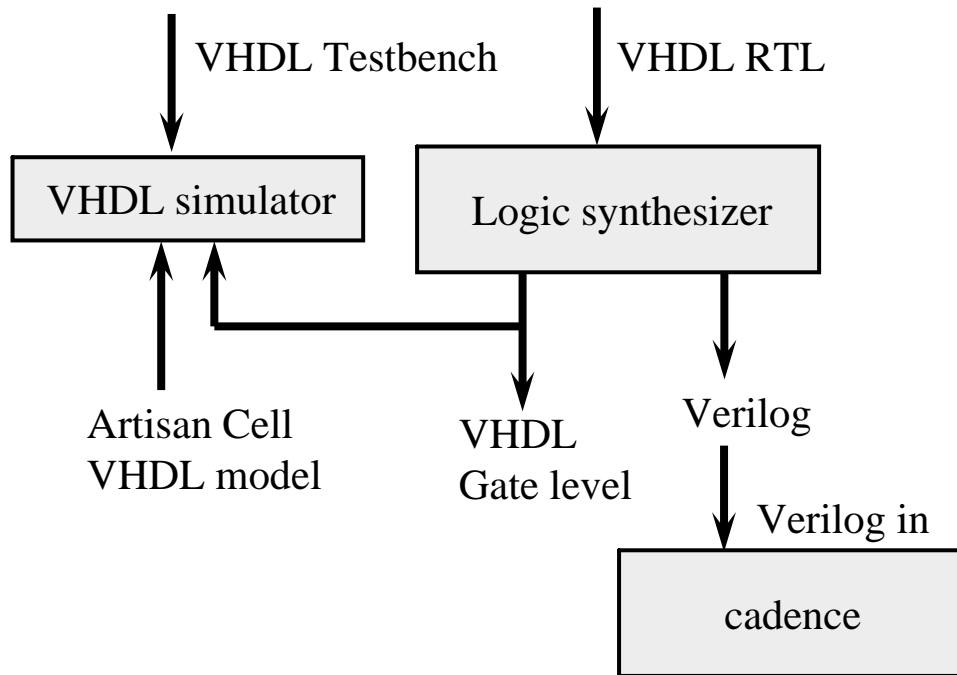 VHDL Testbench
VHDL RTL
VHDL simulator
Logic synthesizer
Artisan Cell
VHDL model
VHDL
Gate level
Verilog
Verilog in
cadence